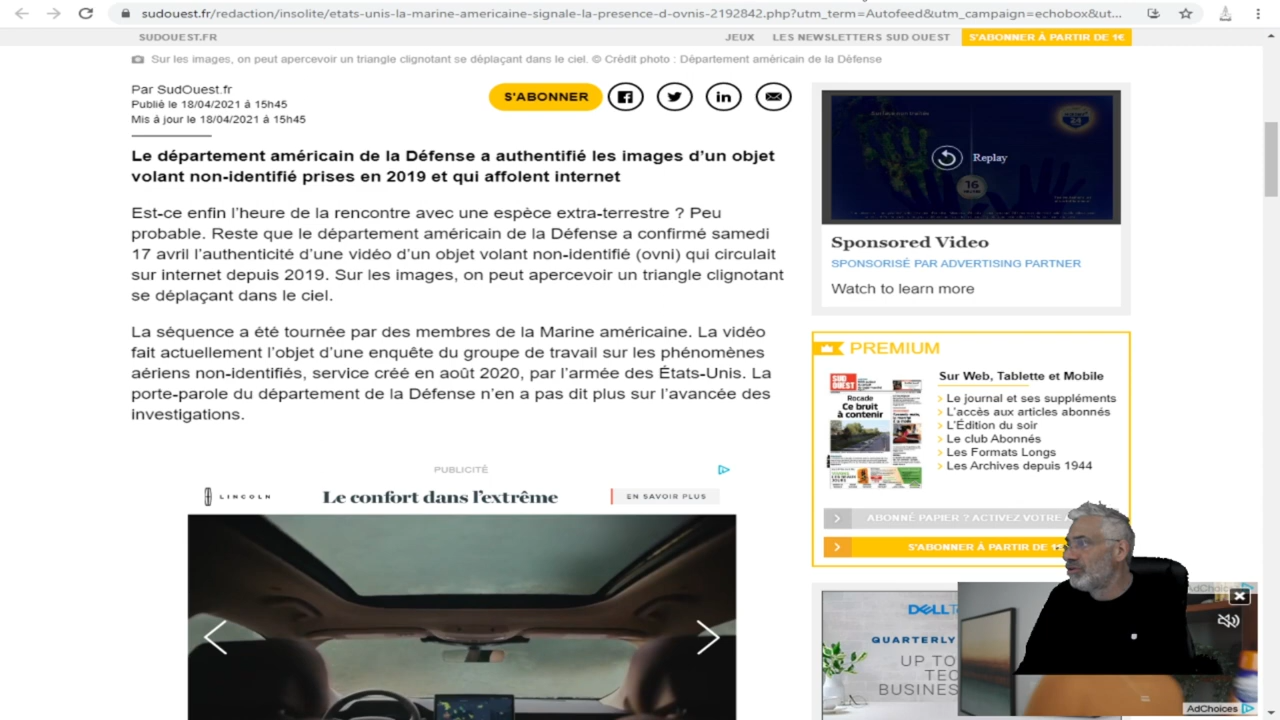 sudouest.fr/redaction/insolite/etats-unis-la-marine-americaine-signale-la-presence-d-ovnis-2192842.php?utm_term=Autofeed&utm_campaign=echobox&ut...
SUDOUEST.FR
JEUX
LES NEWSLETTERS SUD OUEST
S'ABONNER À PARTIR DE 1€
Sur les images, on peut apercevoir un triangle clignotant se déplaçant dans le ciel. © Crédit photo : Département amèricain de la Défense
Par SudOuest.fr
Publié le 18/04/2021 à 15h45
Mis à jour le 18/04/2021 à 15h45
S'ABONNER
Le département américain de la Défense a authentifié les images d'un objet
volant non-identifié prises en 2019 et qui affolent internet
Est-ce enfin l'heure de la rencontre avec une espèce extra-terrestre ? Peu
probable. Reste que le département américain de la Défense a confirmé samedi
17 avril l'authenticité d'une vidéo d'un objet volant non-identifié (ovni) qui circulait
sur internet depuis 2019. Sur les images, on peut apercevoir un triangle clignotant
se déplaçant dans le ciel.
La séquence a été tournée par des membres de la Marine américaine. La vidéo
fait actuellement l'objet d'une enquête du groupe de travail sur les phénomènes
aériens non-identifiés, service créé en août 2020, par l'armée des États-Unis. La
porte-parole du département de la Défense n'en a pas dit plus sur l'avancée des
investigations.
PUBLICITÉ
LINCOLN
Le confort dans l'extrême
EN SAVOIR PLUS
Replay
16
Sponsored Video
SPONSORISÉ PAR ADVERTISING PARTNER
Watch to learn more
PREMIUM
SUD OUEST
Rocade
Ce bruit
à contenir
Sur Web, Tablette et Mobile
> Le journal et ses suppléments
> L'accès aux articles abonnés
> L'Édition du soir
> Le club Abonnés
> Les Formats Longs
> Les Archives depuis 1944
ABONNÉ PAPIER ? ACTIVEZ VOTRE
S'ABONNER À PARTIR DE 1€
AdChoices
DELL
QUARTERLY
UP TO
TEC
BUSINES
AdChoices